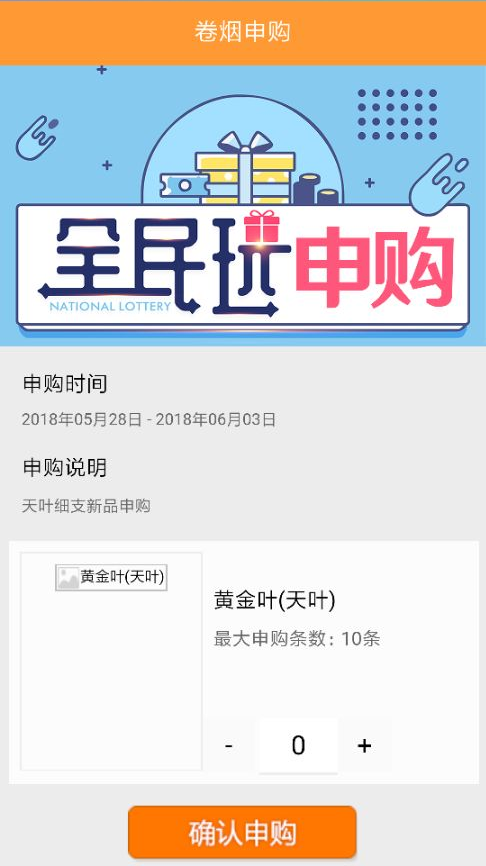 卷烟申购
全民玩申购
NATIONAL LOTTERY
申购时间
2018年05月28日 - 2018年06月03日
申购说明
天叶细支新品申购
黄金叶(天叶)
黄金叶(天叶)
最大申购条数: 10条
- 0 +
确认申购